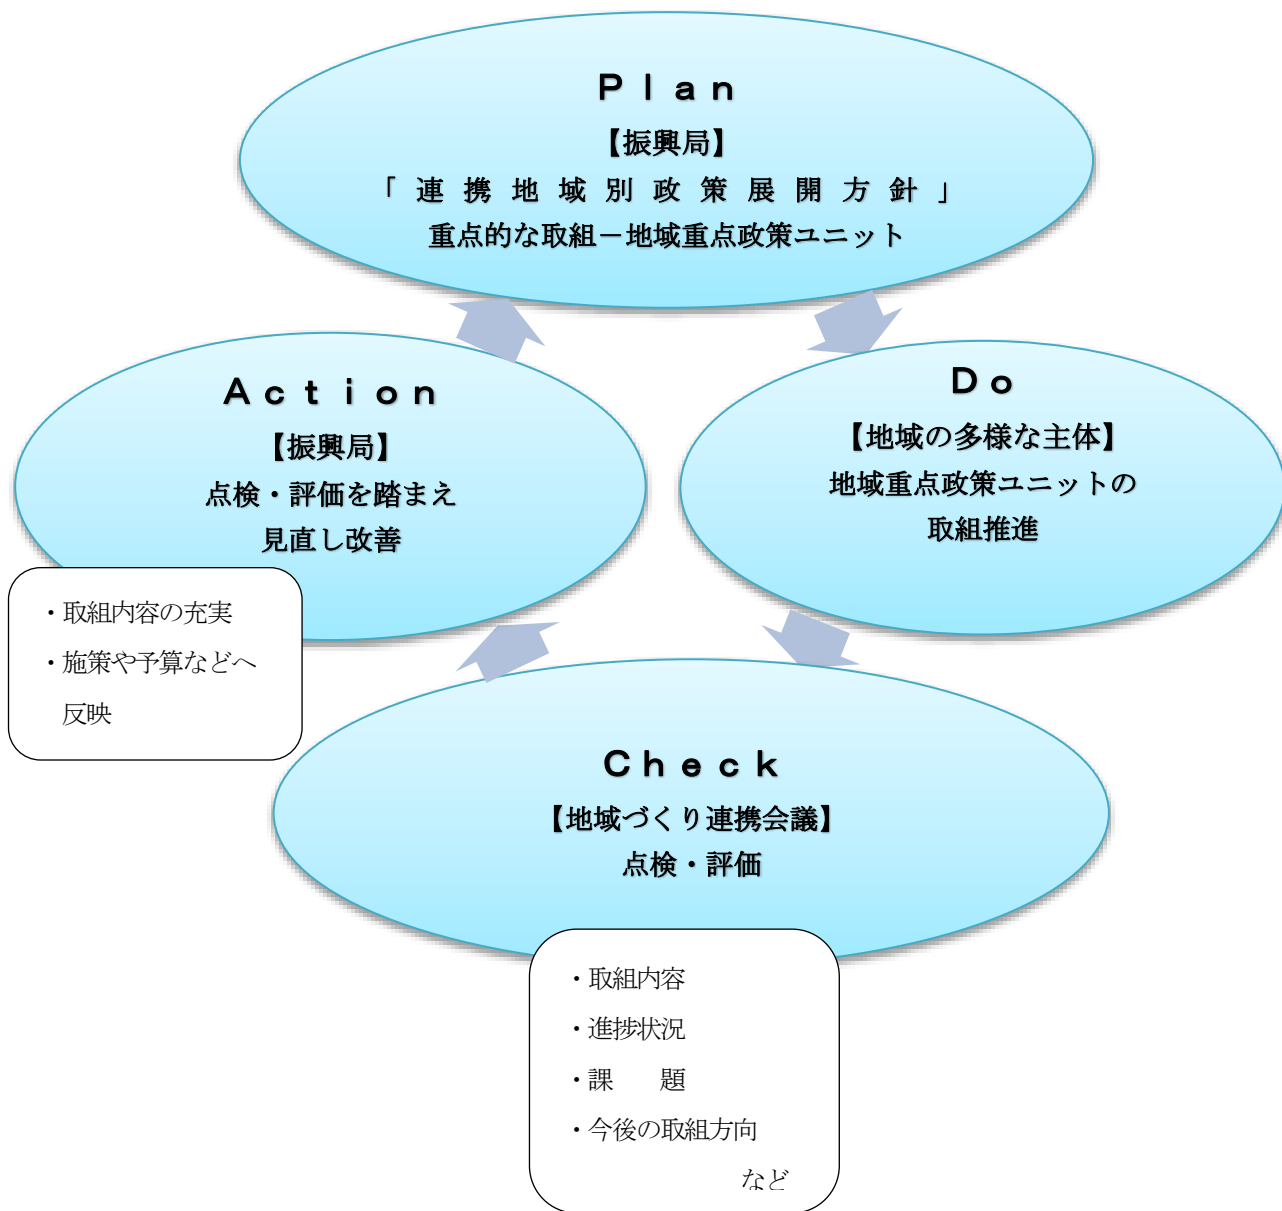 Ｐｌａｎ
【振興局】
「連携地域別政策展開方針」
重点的な取組－地域重点政策ユニット
Ａｃｔｉｏｎ
【振興局】
点検・評価を踏まえ
見直し改善
・取組内容の充実
・施策や予算などへ
反映
Ｄｏ
【地域の多様な主体】
地域重点政策ユニットの
取組推進
Ｃｈｅｃｋ
【地域づくり連携会議】
点検・評価
・取組内容
・進捗状況
・課　題
・今後の取組方向
など